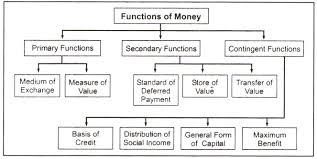 Functions of Money
Primary Functions
Secondary Functions
Contingent Functions
Medium of
Exchange
Measure of
Value
Standard of
Deferred
Payment
Store of
Value
Transfer of
Value
Basis of
Credit
Distribution of
Social Income
General Form
of Capital
Maximum
Benefit